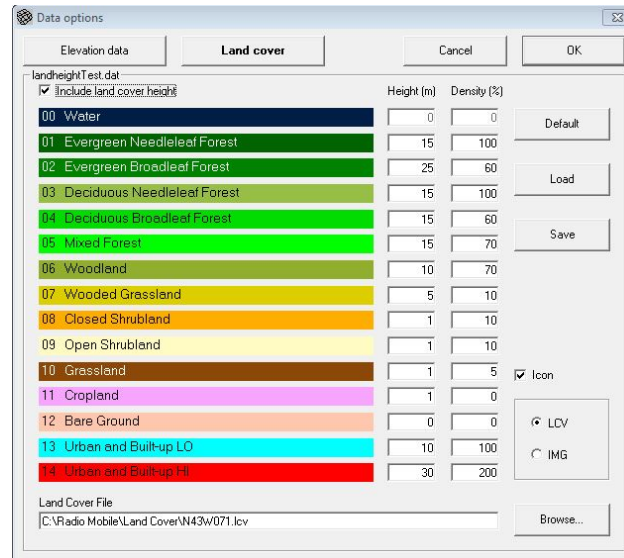 Data options
Elevation data Land cover Cancel OK
landheightTest.dat
Include land cover height Height (m) Density (%)
00 Water 0 0
Default
01 Evergreen Needleleaf Forest 15 100
02 Evergreen Broadleaf Forest 25 60
Load
03 Deciduous Needleleaf Forest 15 100
04 Deciduous Broadleaf Forest 15 60
Save
05 Mixed Forest 15 70
06 Woodland 10 70
07 Wooded Grassland 5 10
08 Closed Shrubland 1 10
09 Open Shrubland 1 10
10 Grassland 1 5
Icon
11 Cropland 1 0
12 Bare Ground 0 0
LCV
13 Urban and Built-up LO 10 100
IMG
14 Urban and Built-up HI 30 200
Land Cover File
C:\Radio Mobile\Land Cover\N43W071.lcv Browse...